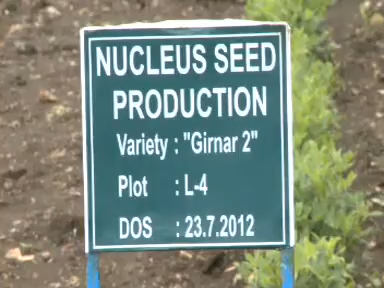 NUCLEUS SEED
PRODUCTION
Variety : "Girnar 2"
Plot : L-4
DOS : 23.7.2012